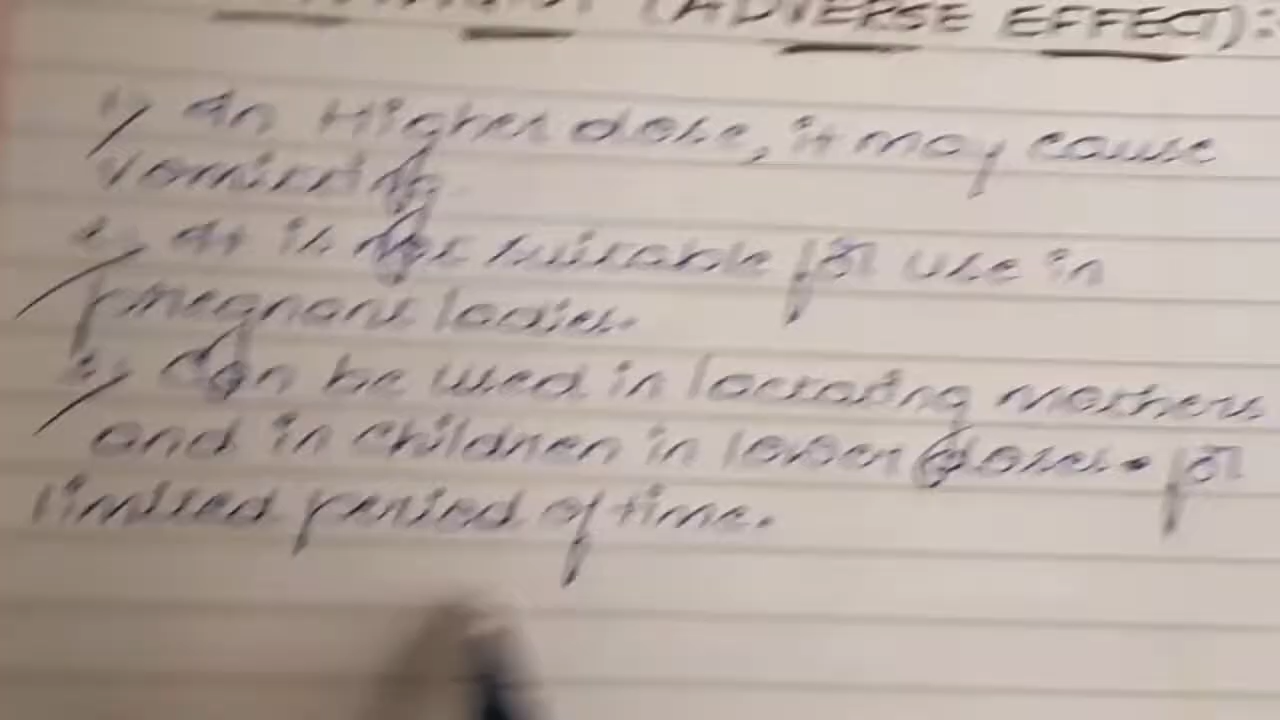 (ADVERSE EFFECT):
1) In Higher dose, it may cause
vomiting.
2) It is not suitable for use in
pregnant ladies.
3) Can be used in lactating mothers
and in children in lower doses. for
limited period of time.